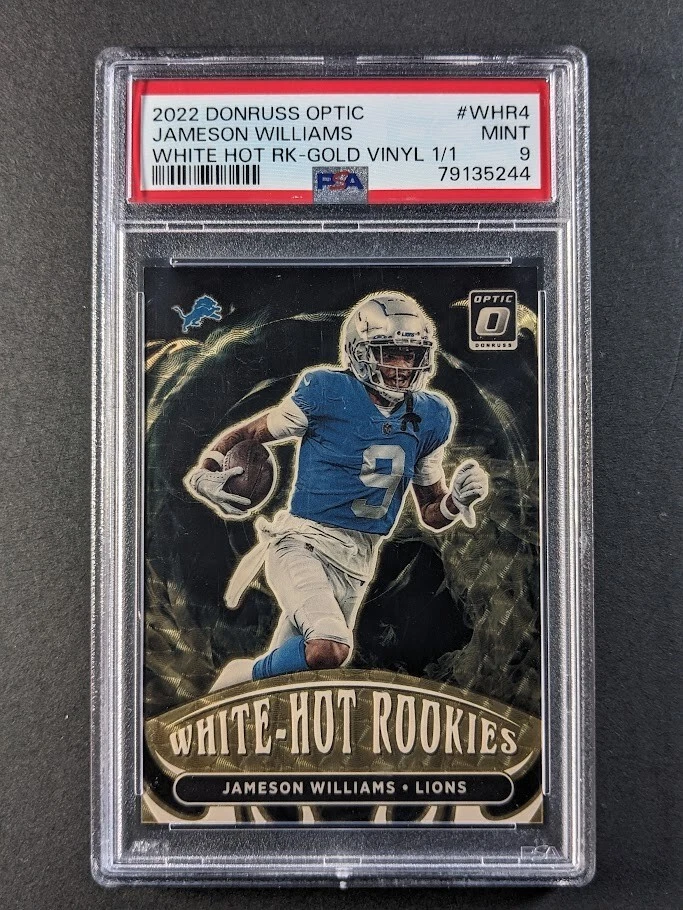 2022 DONRUSS OPTIC #WHR4
JAMESON WILLIAMS MINT
WHITE HOT RK-GOLD VINYL 1/1 9
PSA 79135244
OPTIC
O
DONRUSS
9
WHITE-HOT ROOKIES
JAMESON WILLIAMS • LIONS
PSA